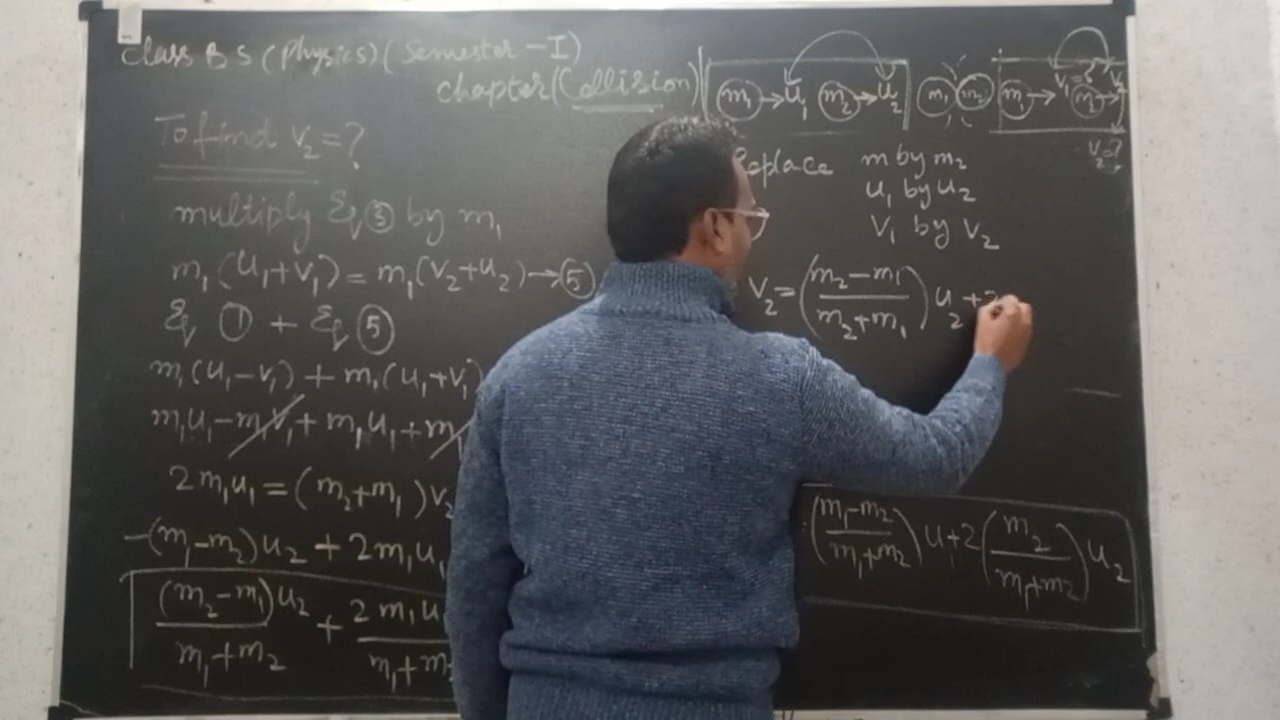 Class BS (Physics) (Semester -I)
chapter (Collision)
m₁ → u₁ m₂ → u₂ m₁ m₂ m₁ → v₁=? m₂ → v₂
v₂=?
To find v₂=?
multiply Eq ③ by m₁
m₁(u₁+v₁)=m₁(v₂+u₂)→⑤
Eq ① + Eq ⑤
m₁(u₁-v₁)+m₁(u₁+v₁)
m₁u₁-m₁v₁+m₁u₁+m
2m₁u₁=(m₂+m₁)v₂
-(m₁-m₂)u₂+2m₁u₁
(m₂-m₁)u₂/m₁+m₂ + 2m₁u/m₁+m₂
Replace m by m₂
u₁ by u₂
v₁ by v₂
v₂=(m₂-m₁/m₂+m₁)u₂+2
(m₁-m₂/m₁+m₂)u₁+2(m₂/m₁+m₂)u₂